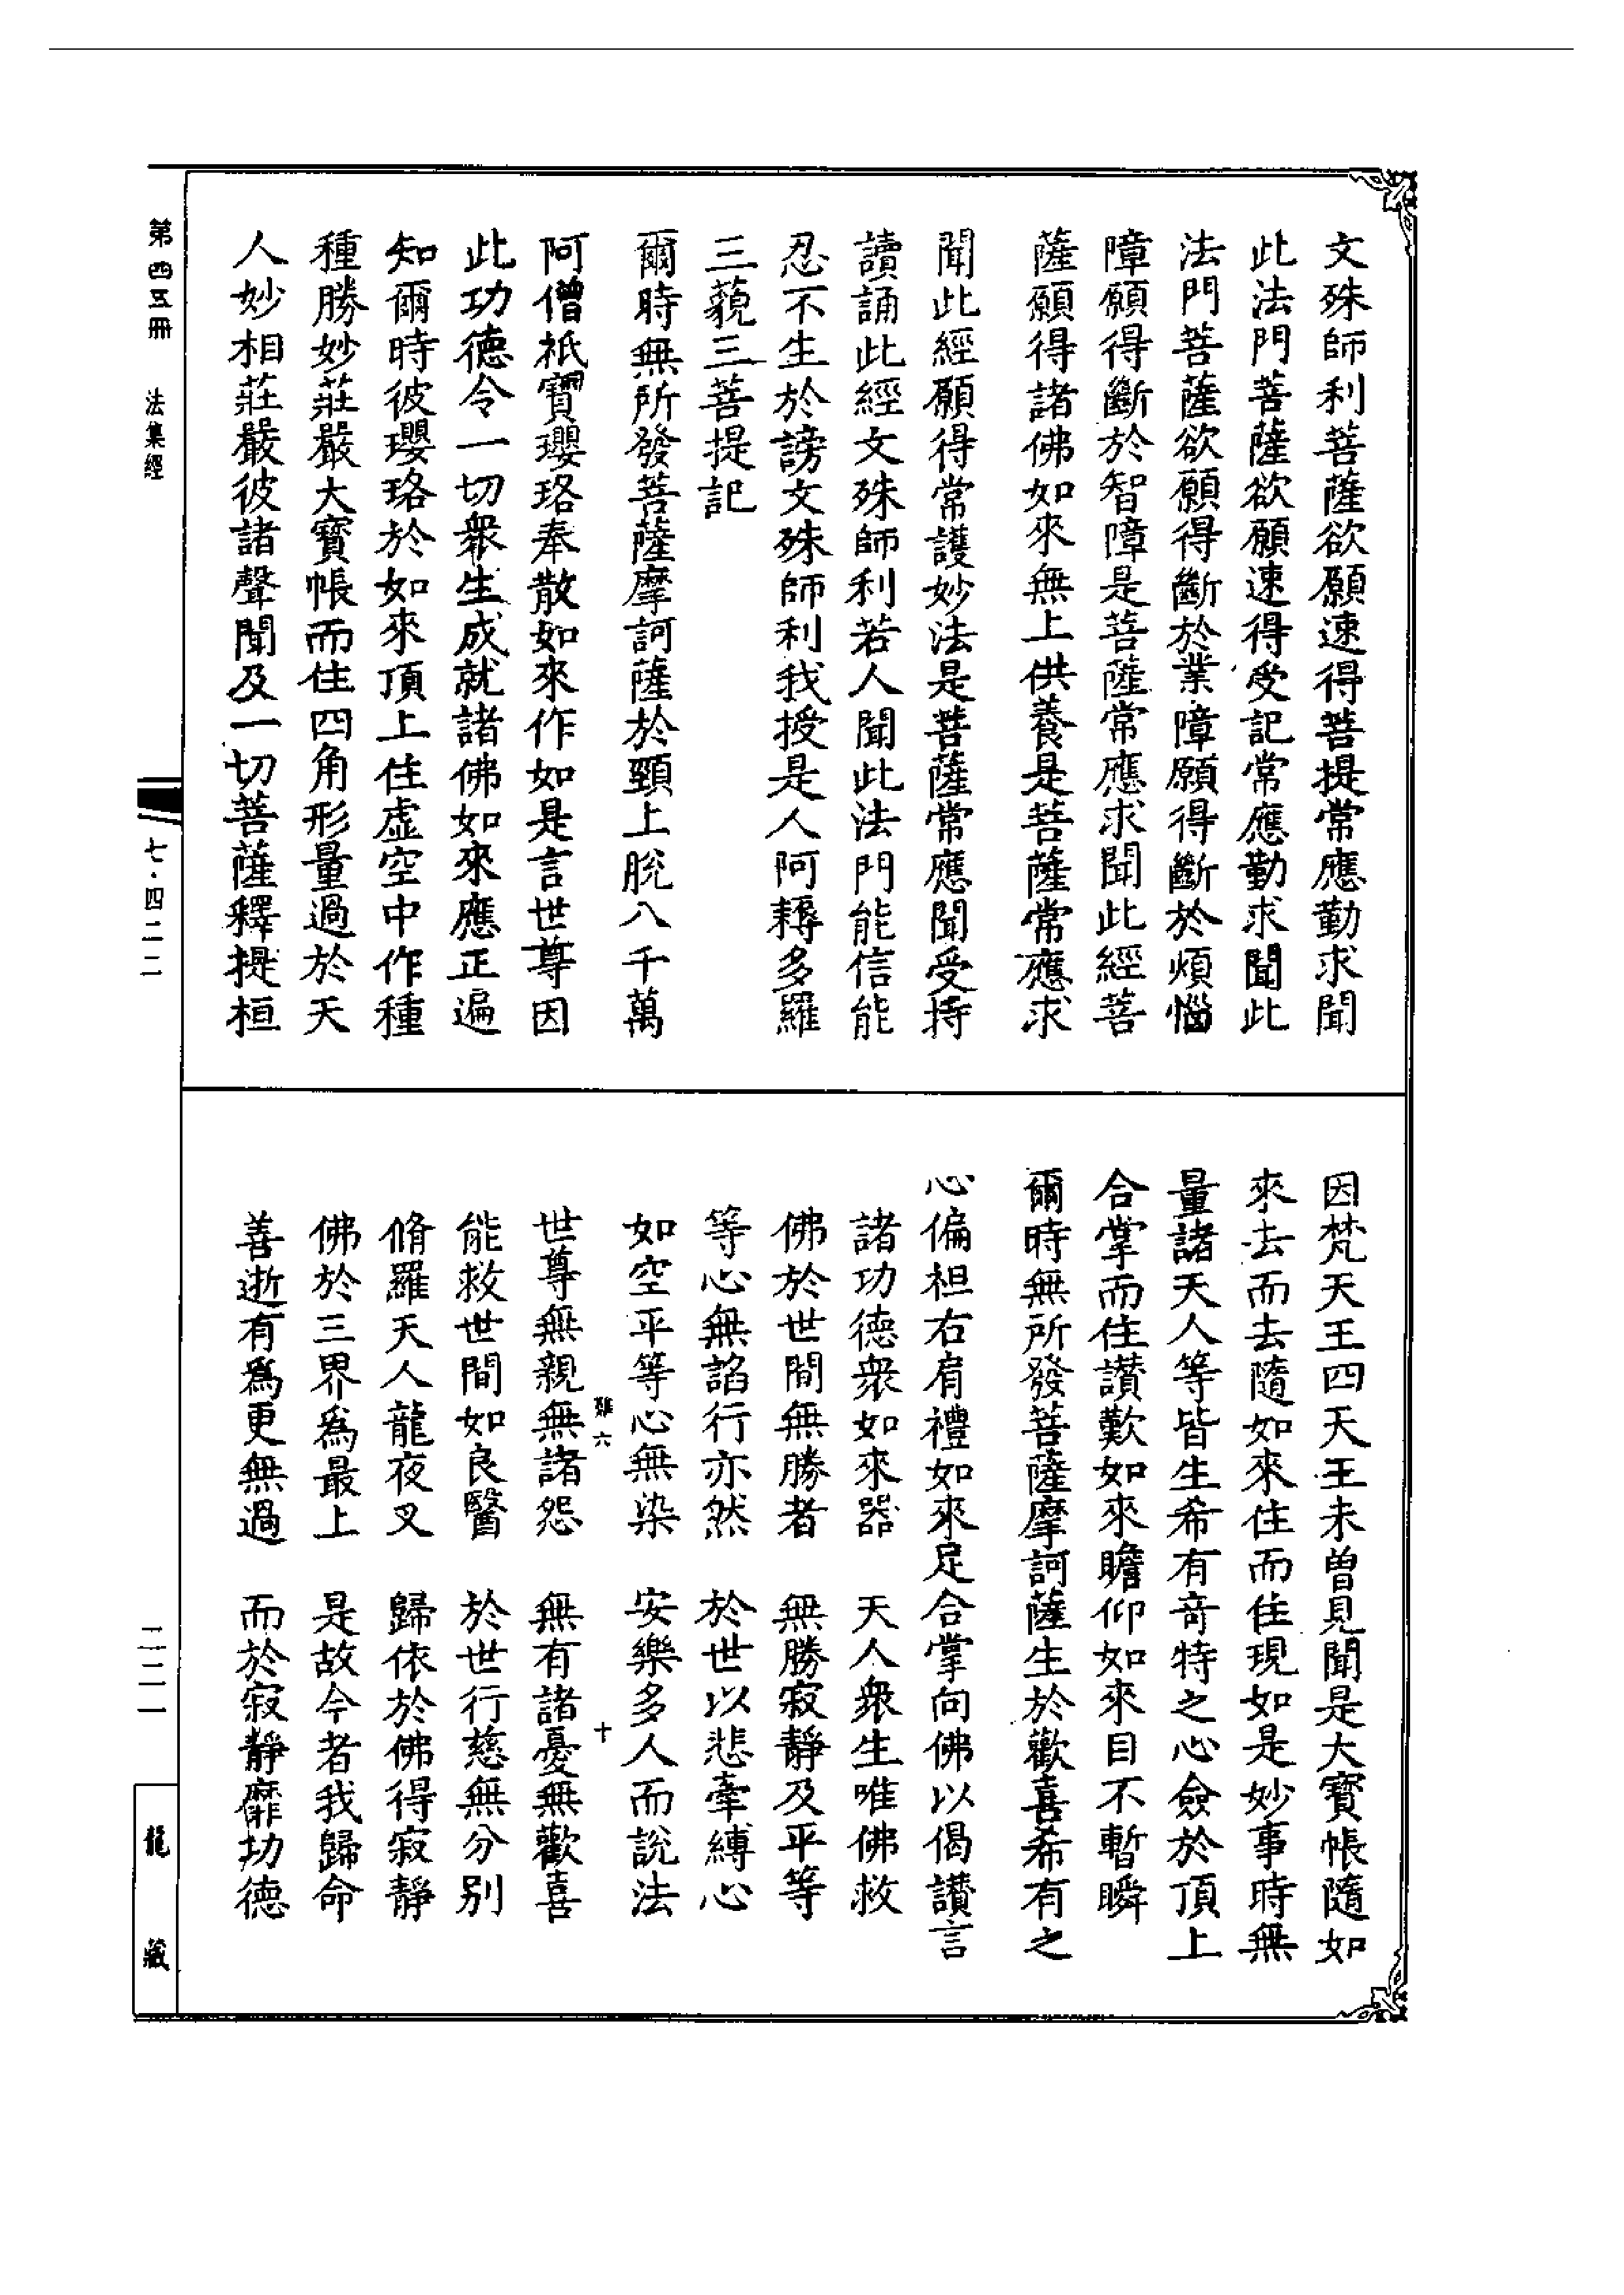 文殊師利菩薩欲願速得菩提常應勤求聞
此法門菩薩欲願速得受記常應勤求聞此
法門菩薩欲願得斷於業障願得斷於煩惱
障願得斷於智障是菩薩常應求聞此經菩
薩願得諸佛如來無上供養是菩薩常應求
聞此經願得常護妙法是菩薩常應聞受持
讀誦此經文殊師利若人聞此法門能信能
忍不生於謗文殊師利我授是人阿耨多羅
三藐三菩提記
爾時無所發菩薩摩訶薩於頸上脫八千萬
阿僧祇寶瓔珞奉散如來作如是言世尊因
此功德令一切衆生成就諸佛如來應正遍
知爾時彼瓔珞於如來頂上住虛空中作種
種勝妙莊嚴大寶帳而住四角形量過於天
人妙相莊嚴彼諸聲聞及一切菩薩釋提桓
因梵天王四天王未曾見聞是大寶帳隨如
來去而去隨如來住而住現如是妙事時無
量諸天人等皆生希有奇特之心僉於頂上
合掌而住讃歎如來瞻仰如來目不暫瞬
爾時無所發菩薩摩訶薩生於歡喜希有之
心偏袒右肩禮如來足合掌向佛以偈讃言
諸功德衆如來器 天人衆生唯佛救
佛於世間無勝者 無勝寂靜及平等
等心無諂行亦然 於世以悲牽縛心
如空平等心無染 安樂多人而說法
難六 十
世尊無親無諸怨 無有諸憂無歡喜
能救世間如良醫 於世行慈無分別
脩羅天人龍夜叉 歸依於佛得寂靜
佛於三界爲最上 是故今者我歸命
善逝有爲更無過 而於寂靜靡功德
第四五冊 法集經 七·四二二 二二一 龍藏